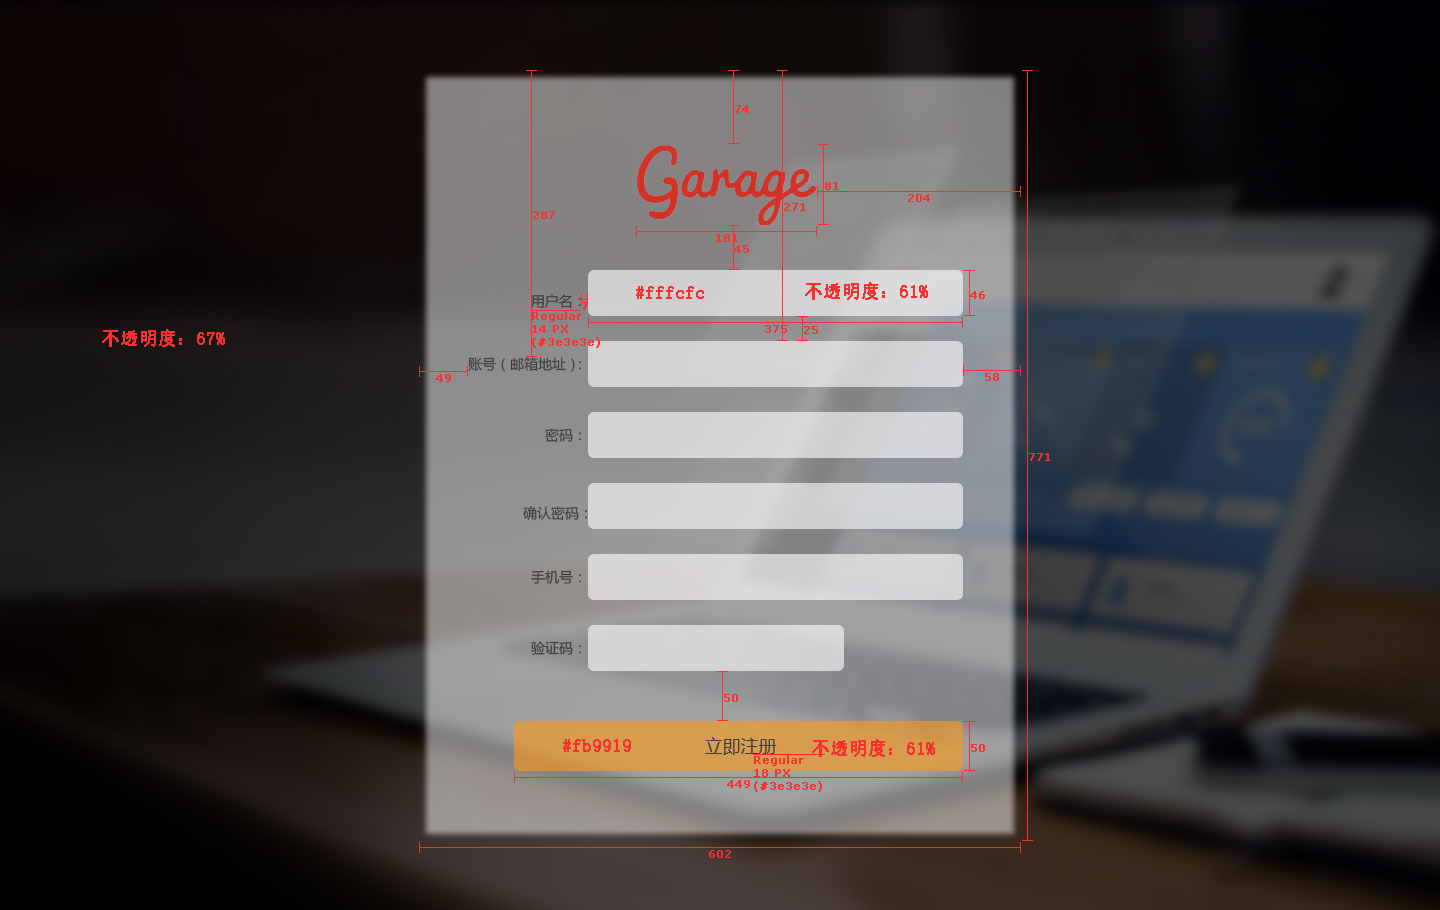 74
Garage
81
204
271
287
181
45
用户名：
7
#fffcfc
不透明度：61%
46
Regular
14 PX
(#3e3e3e)
375
25
不透明度：67%
账号（邮箱地址）：
49
58
密码：
771
确认密码：
手机号：
验证码：
50
#fb9919
立即注册
不透明度：61%
50
Regular
18 PX
(#3e3e3e)
449
602